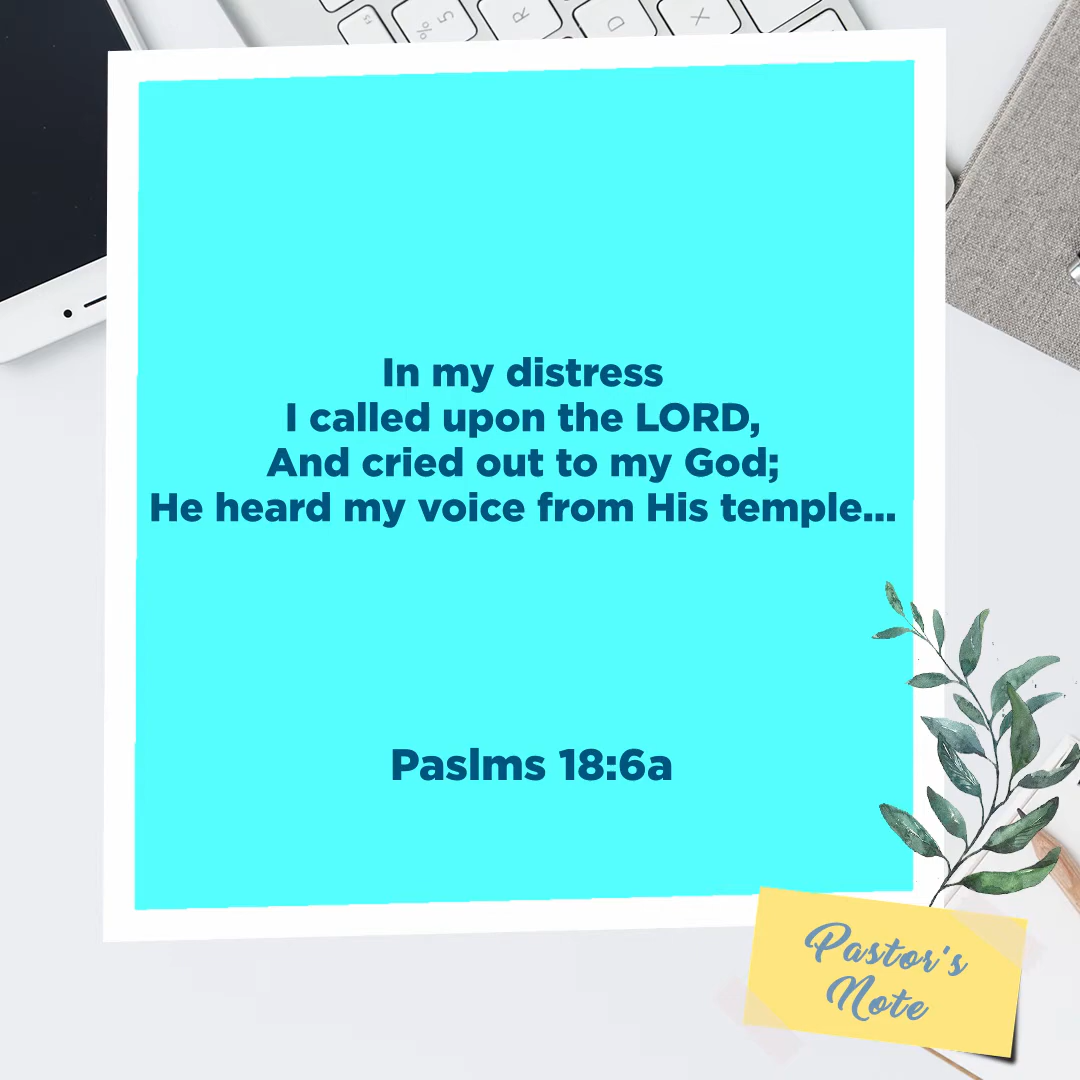 In my distress
I called upon the LORD,
And cried out to my God;
He heard my voice from His temple...
Paslms 18:6a
Pastor's
Note
% 5
R
D
X